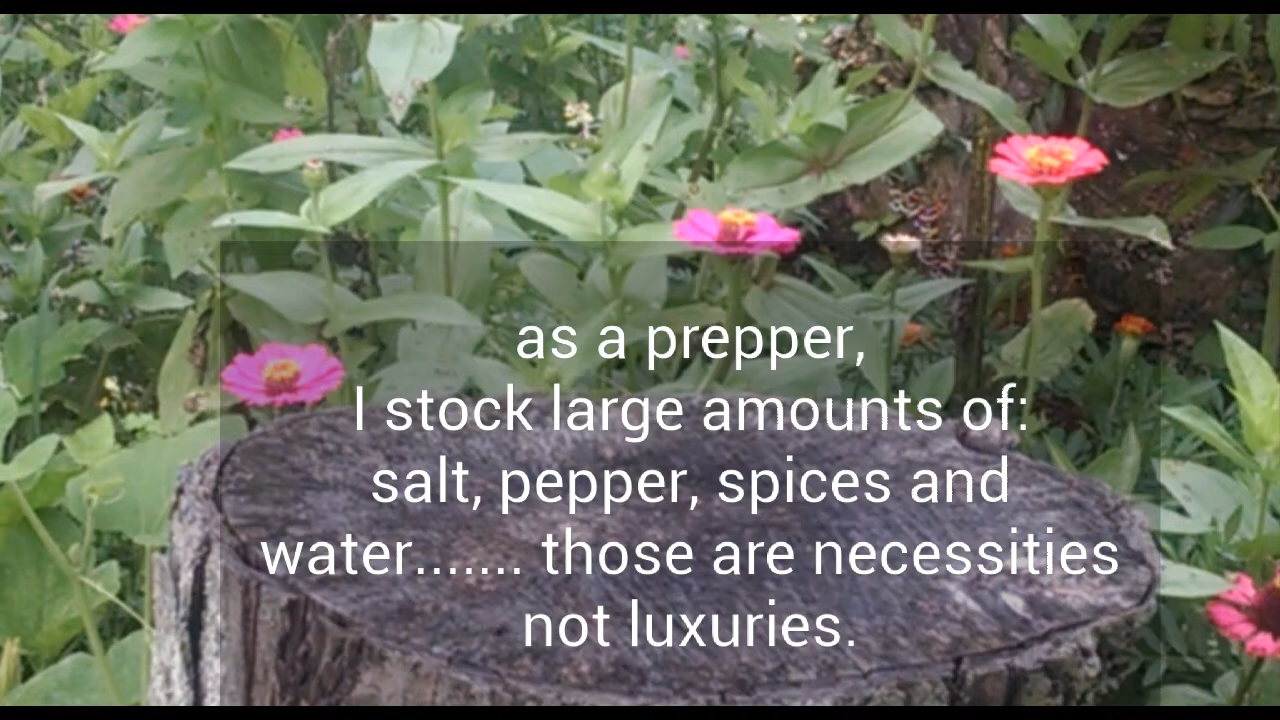 as a prepper,
I stock large amounts of:
salt, pepper, spices and
water....... those are necessities
not luxuries.